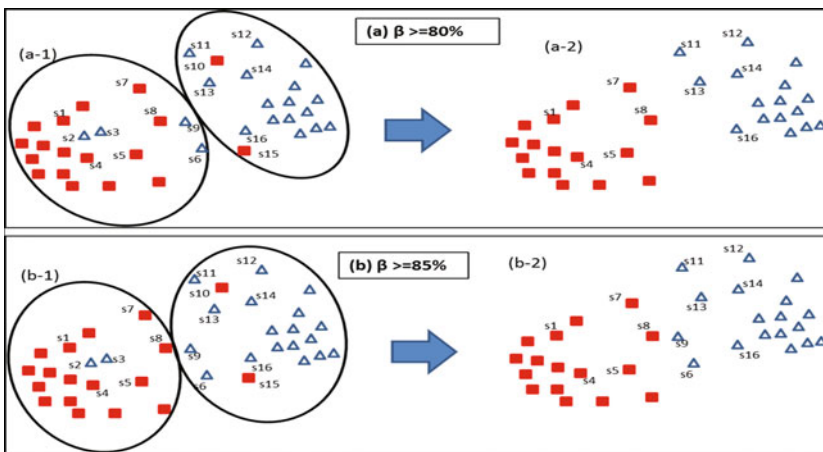 (a-1)
(a) β >=80%
(a-2)
s11
s12
s10
s14
s13
s7
s1
s8
s2
s3
s9
s6
s4
s5
s16
s15
s11
s12
s14
s13
s7
s1
s8
s4
s5
s16
(b-1)
(b) β >=85%
(b-2)
s11
s12
s10
s14
s13
s7
s1
s8
s2
s3
s9
s6
s4
s5
s16
s15
s11
s12
s14
s13
s7
s1
s8
s9
s6
s4
s5
s16